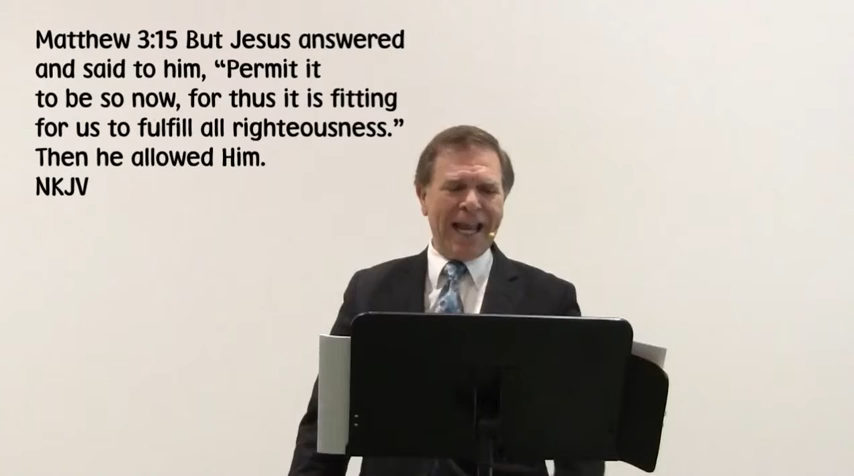 Matthew 3:15 But Jesus answered
and said to him, “Permit it
to be so now, for thus it is fitting
for us to fulfill all righteousness.”
Then he allowed Him.
NKJV